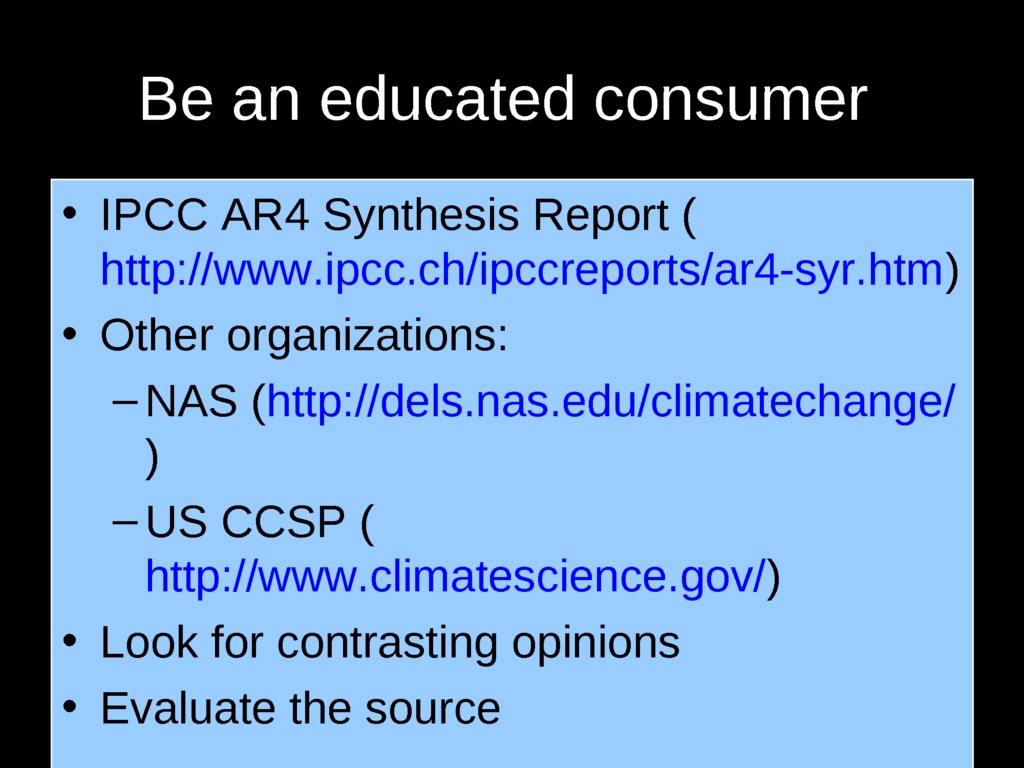 Be an educated consumer
• IPCC AR4 Synthesis Report (
http://www.ipcc.ch/ipccreports/ar4-syr.htm)
• Other organizations:
– NAS (http://dels.nas.edu/climatechange/
)
– US CCSP (
http://www.climatescience.gov/)
• Look for contrasting opinions
• Evaluate the source